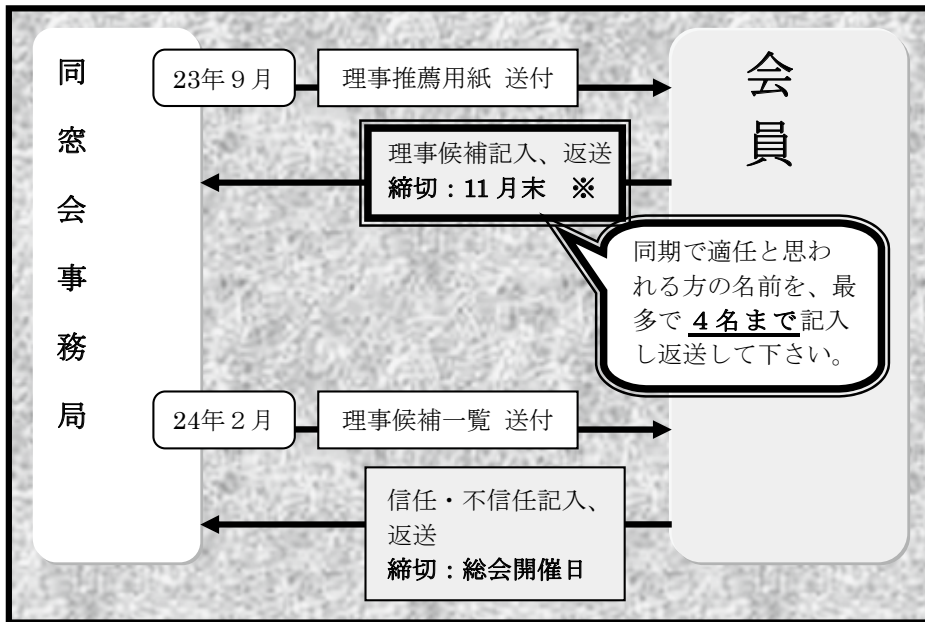 同窓会事務局
会員
23年９月
理事推薦用紙 送付
理事候補記入、返送
締切：11月末　※
同期で適任と思わ
れる方の名前を、最
多で ４名まで記入
し返送して下さい。
24年２月
理事候補一覧 送付
信任・不信任記入、
返送
締切：総会開催日